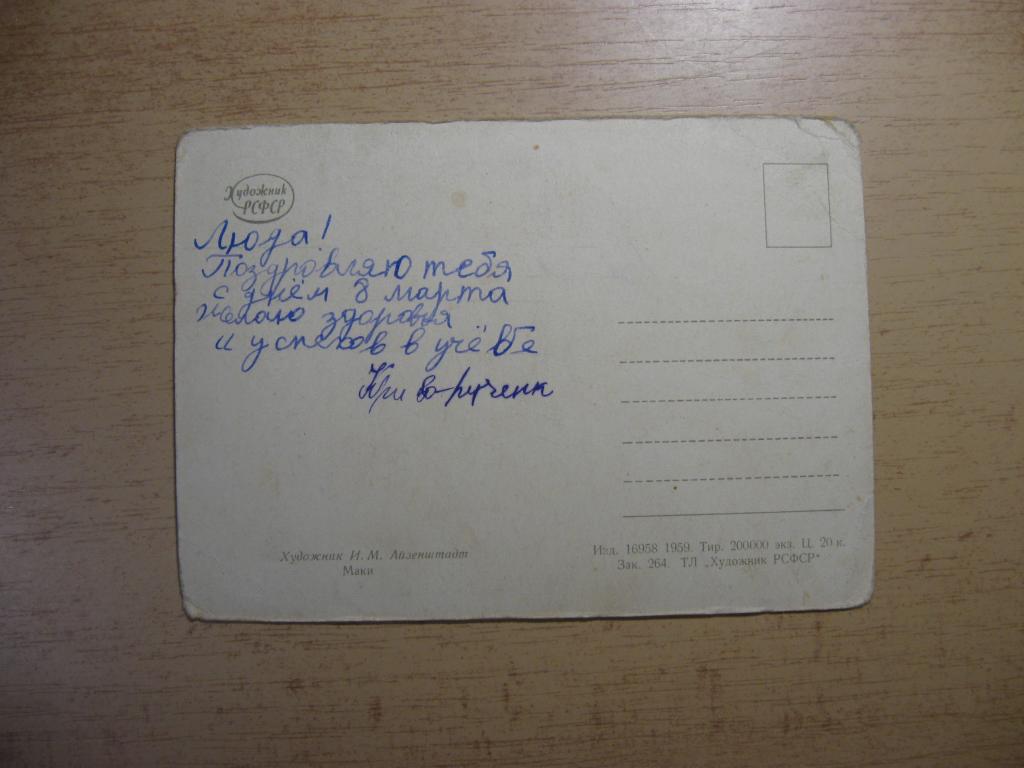 Художник
РСФСР
Люда!
Поздровляю тебя
с днём 8 марта
желаю здоровья
и успехов в учёбе
Художник И. М. Айзенштадт
Маки
Изд. 16958 1959. Тир. 200000 экз. Ц. 20 к.
Зак. 264. ТЛ „Художник РСФСР"